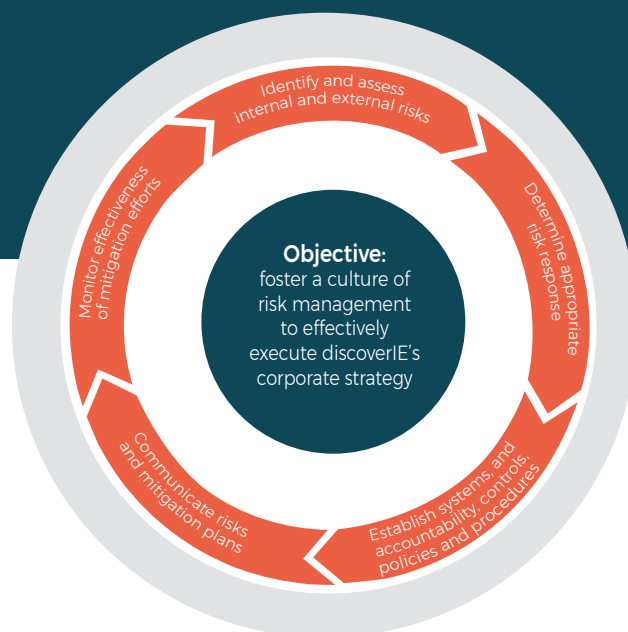 Identify and assess
internal and external risks
Determine appropriate
risk response
Establish systems, and
accountability, controls,
policies and procedures
Communicate risks
and mitigation plans
Monitor effectiveness
of mitigation efforts
Objective:
foster a culture of
risk management
to effectively
execute discoverIE’s
corporate strategy